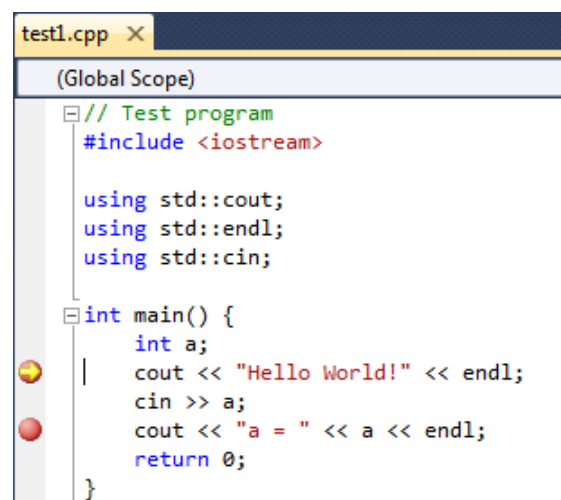 test1.cpp
(Global Scope)
// Test program
#include <iostream>
using std::cout;
using std::endl;
using std::cin;
int main() {
int a;
cout << "Hello World!" << endl;
cin >> a;
cout << "a = " << a << endl;
return 0;
}